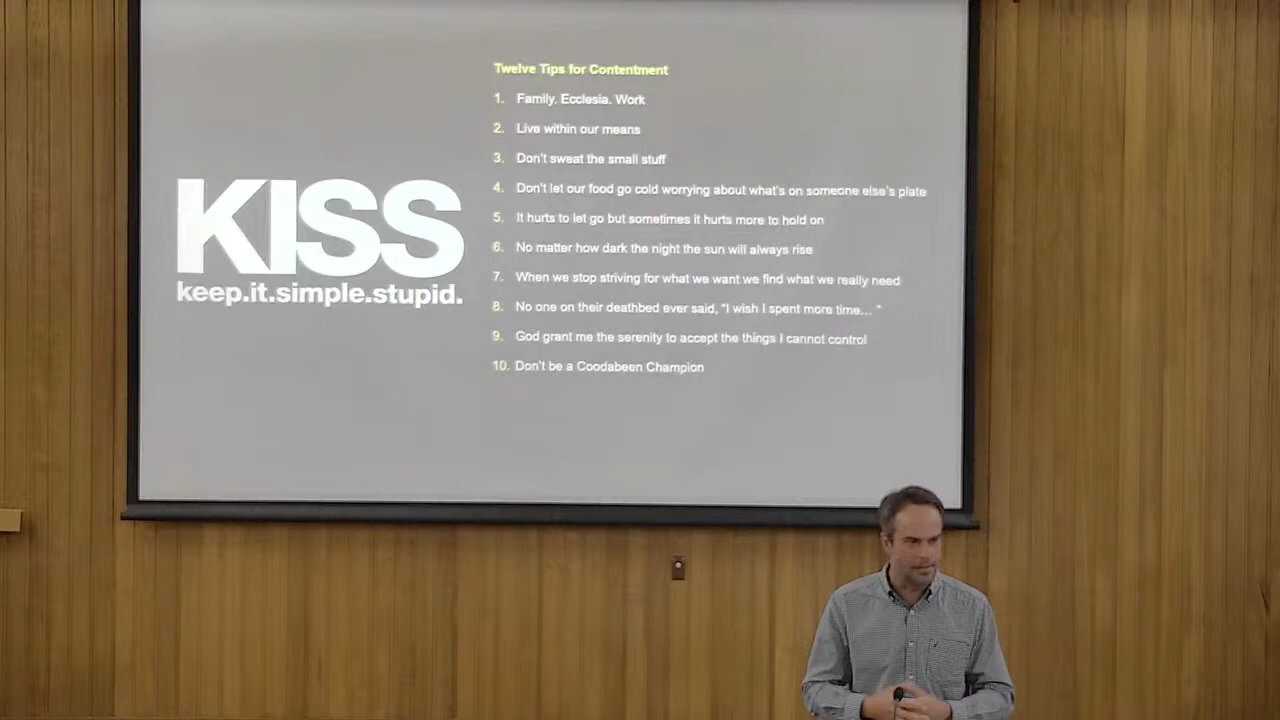 KISS
keep.it.simple.stupid.
Twelve Tips for Contentment
1. Family. Ecclesia. Work
2. Live within our means
3. Don't sweat the small stuff
4. Don't let our food go cold worrying about what's on someone else's plate
5. It hurts to let go but sometimes it hurts more to hold on
6. No matter how dark the night the sun will always rise
7. When we stop striving for what we want we find what we really need
8. No one on their deathbed ever said, "I wish I spent more time... "
9. God grant me the serenity to accept the things I cannot control
10. Don't be a Coodabeen Champion